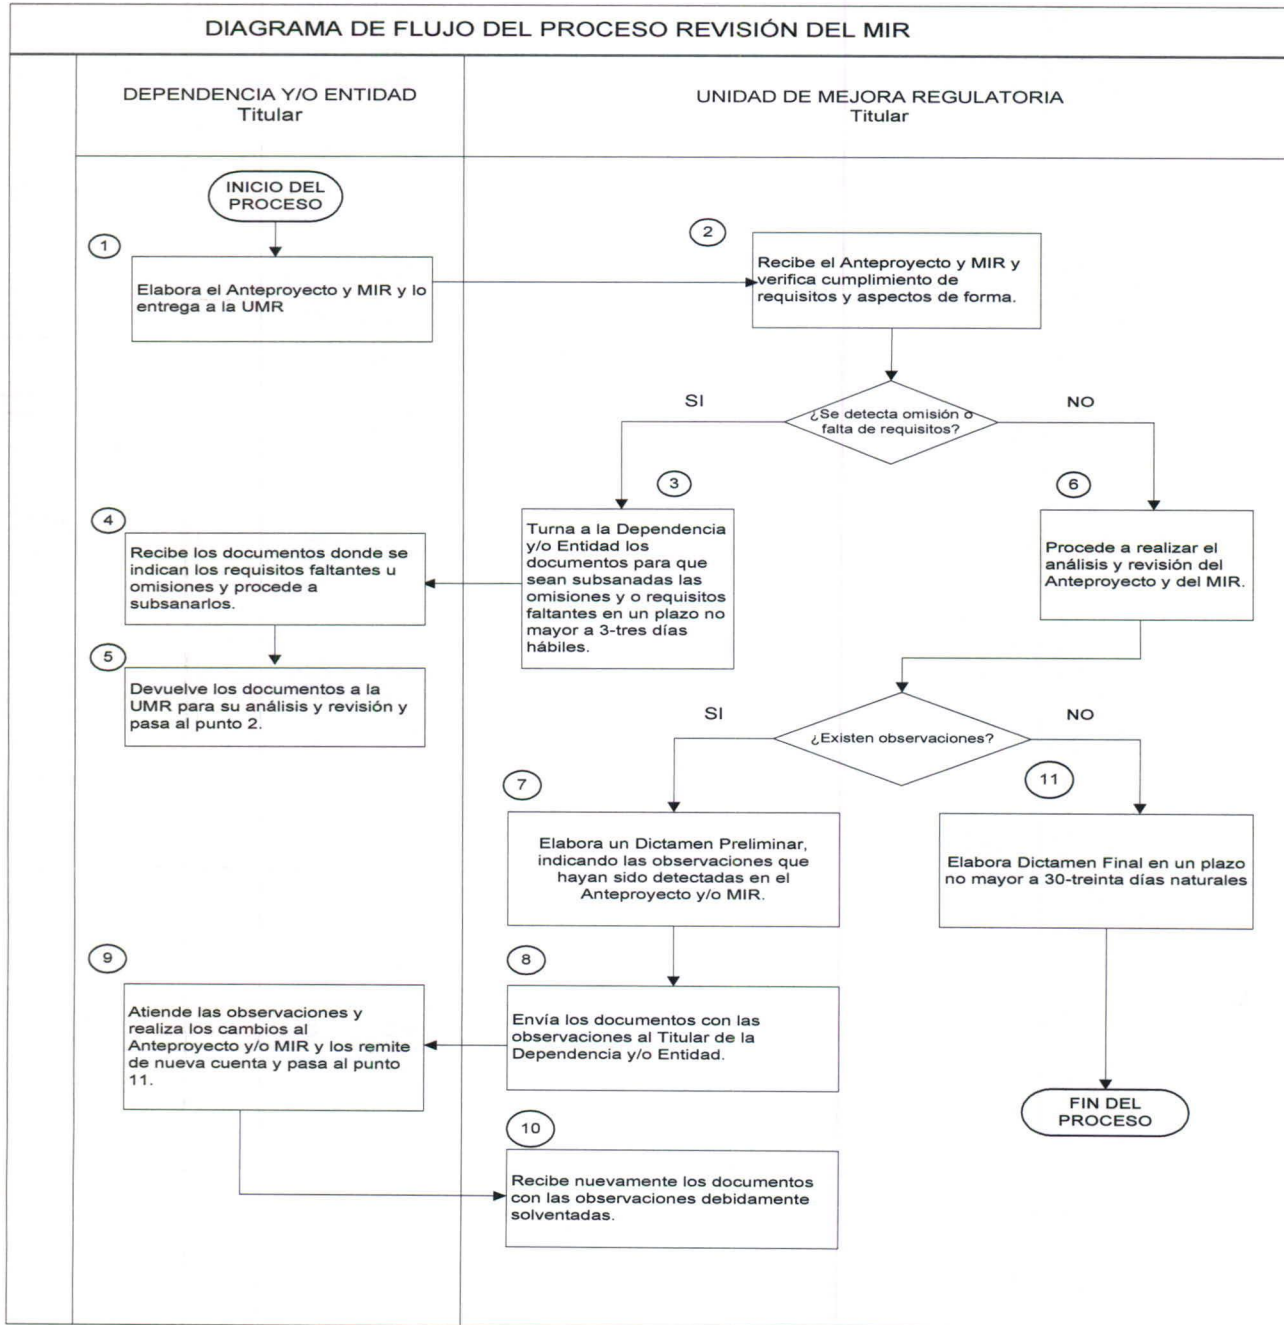 DIAGRAMA DE FLUJO DEL PROCESO REVISIÓN DEL MIR
DEPENDENCIA Y/O ENTIDAD
Titular
UNIDAD DE MEJORA REGULATORIA
Titular
INICIO DEL
PROCESO
1
Elabora el Anteproyecto y MIR y lo
entrega a la UMR
2
Recibe el Anteproyecto y MIR y
verifica cumplimiento de
requisitos y aspectos de forma.
¿Se detecta omisión o
falta de requisitos?
SI
NO
3
Turna a la Dependencia
y/o Entidad los
documentos para que
sean subsanadas las
omisiones y o requisitos
faltantes en un plazo no
mayor a 3-tres días
hábiles.
4
Recibe los documentos donde se
indican los requisitos faltantes u
omisiones y procede a
subsanarlos.
5
Devuelve los documentos a la
UMR para su análisis y revisión y
pasa al punto 2.
6
Procede a realizar el
análisis y revisión del
Anteproyecto y del MIR.
¿Existen observaciones?
SI
NO
7
Elabora un Dictamen Preliminar,
indicando las observaciones que
hayan sido detectadas en el
Anteproyecto y/o MIR.
8
Envía los documentos con las
observaciones al Titular de la
Dependencia y/o Entidad.
9
Atiende las observaciones y
realiza los cambios al
Anteproyecto y/o MIR y los remite
de nueva cuenta y pasa al punto
11.
10
Recibe nuevamente los documentos
con las observaciones debidamente
solventadas.
11
Elabora Dictamen Final en un plazo
no mayor a 30-treinta días naturales
FIN DEL
PROCESO